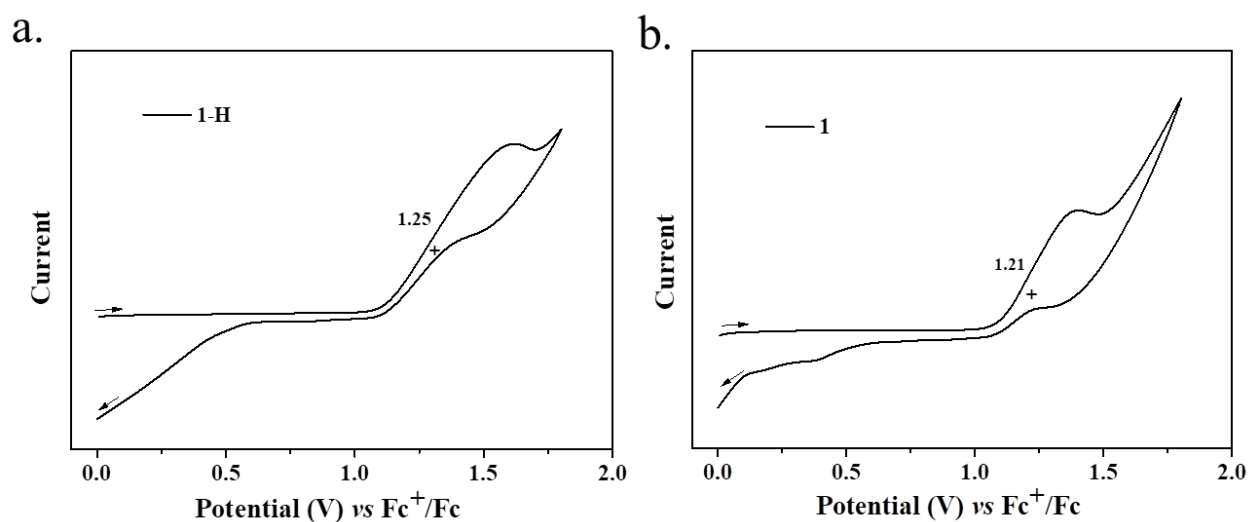 a.
1-H
1.25
+
Current
0.0 0.5 1.0 1.5 2.0
Potential (V) vs Fc+/Fc
b.
1
1.21
+
Current
0.0 0.5 1.0 1.5 2.0
Potential (V) vs Fc+/Fc